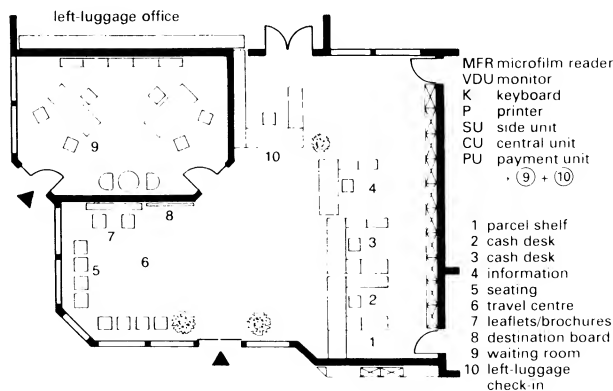 left-luggage office
MFR microfilm reader
VDU monitor
K keyboard
P printer
SU side unit
CU central unit
PU payment unit
→ 9 + 10
1 parcel shelf
2 cash desk
3 cash desk
4 information
5 seating
6 travel centre
7 leaflets/brochures
8 destination board
9 waiting room
10 left-luggage
check-in
9
10
8
7
4
5
6
3
2
1